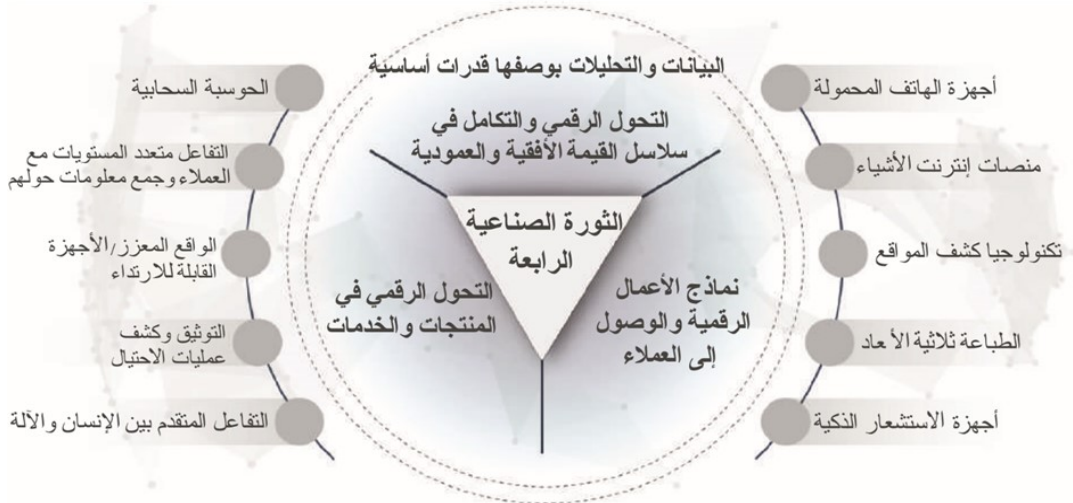 البيانات والتحليلات بوصفها قدرات أساسية
التحول الرقمي والتكامل في
سلاسل القيمة الأفقية والعمودية
الثورة الصناعية
الرابعة
نماذج الأعمال
الرقمية والوصول
إلى العملاء
التحول الرقمي في
المنتجات والخدمات
أجهزة الهاتف المحمولة
منصات إنترنت الأشياء
تكنولوجيا كشف المواقع
الطباعة ثلاثية الأ عاد
أجهزة الاستشعار الذكية
الحوسبة السحابية
التفاعل متعدد المستويات مع
العملاء وجمع معلومات حولهم
الواقع المعزز/الأجهزة
القابلة للارتداء
التوثيق وكشف
عمليات الاحتيال
التفاعل المتقدم بين الإنسان والآلة